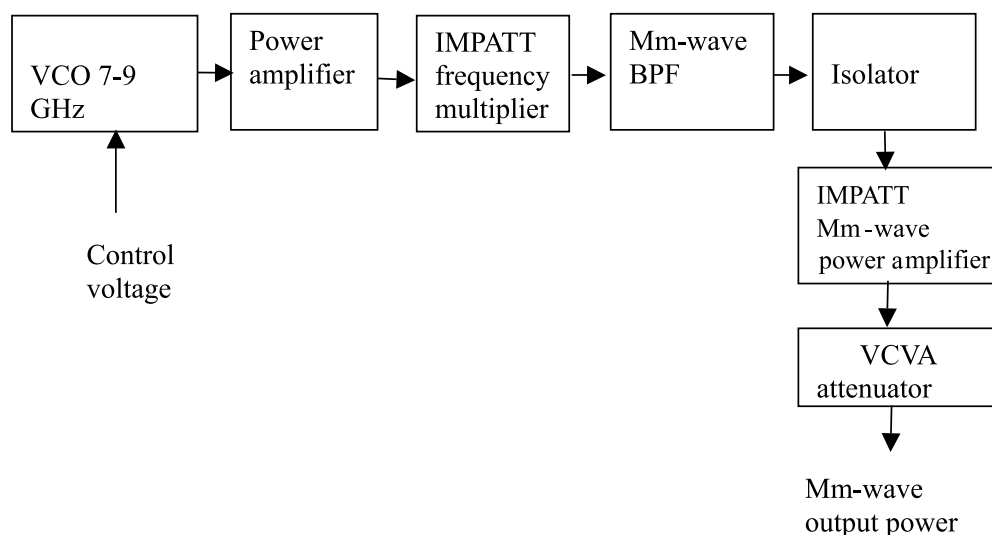 VCO 7-9
GHz
Power
amplifier
IMPATT
frequency
multiplier
Mm-wave
BPF
Isolator
IMPATT
Mm-wave
power amplifier
VCVA
attenuator
Mm-wave
output power
Control
voltage